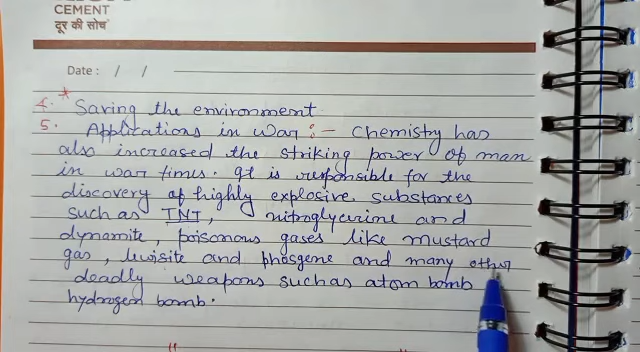 CEMENT
दूर की सोच
Date : / /
4. * Saving the environment
5. Applications in war :- Chemistry has
also increased the striking power of man
in war times. It is responsible for the
discovery of highly explosive substances
such as TNT, nitroglycerine and
dynamite, poisonous gases like mustard
gas, lewisite and phosgene and many other
deadly weapons such as atom bomb
hydrogen bomb.